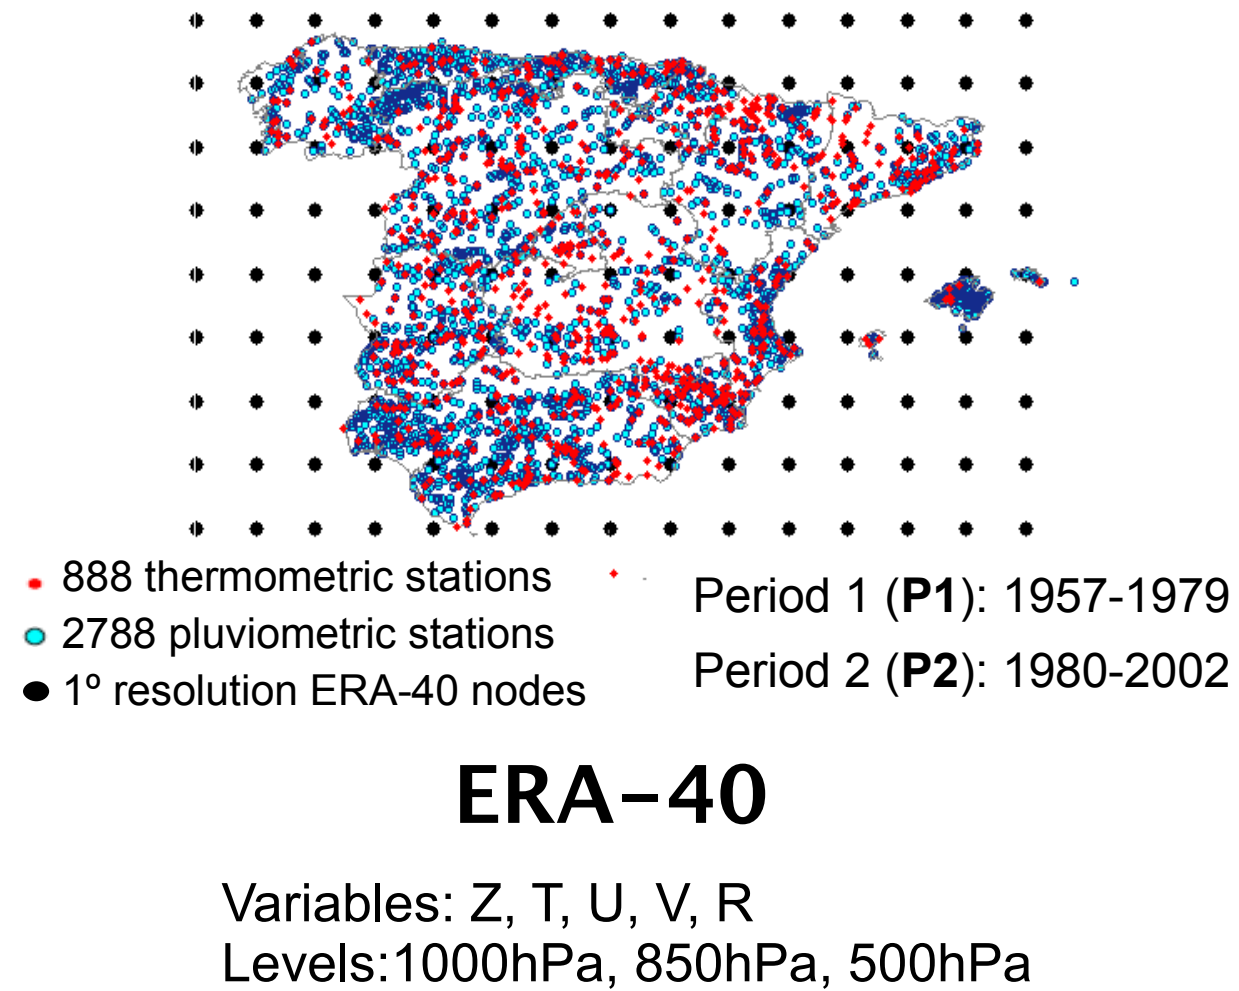 888 thermometric stations
2788 pluviometric stations
1º resolution ERA-40 nodes
Period 1 (P1): 1957-1979
Period 2 (P2): 1980-2002
ERA-40
Variables: Z, T, U, V, R
Levels:1000hPa, 850hPa, 500hPa